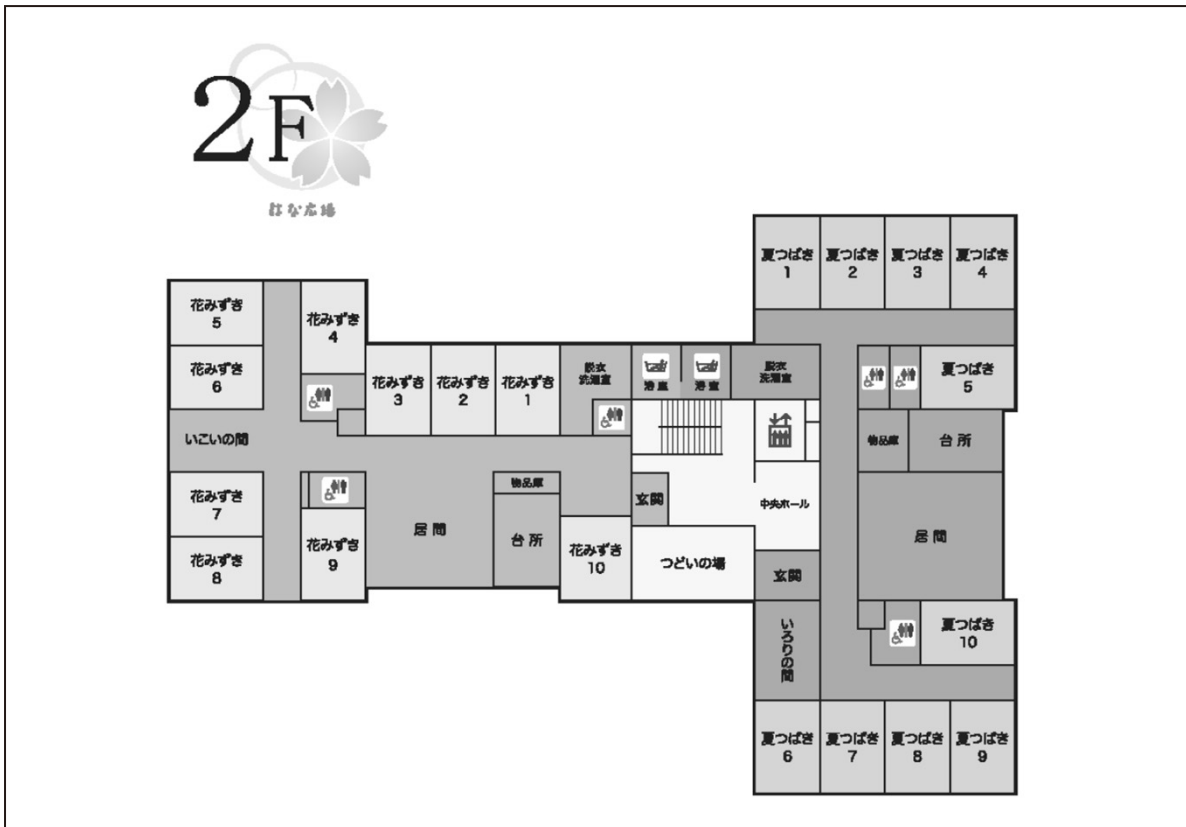 2F
はな広場
夏つばき
1
夏つばき
2
夏つばき
3
夏つばき
4
花みずき
5
花みずき
4
花みずき
6
花みずき
3
花みずき
2
花みずき
1
脱衣
洗濯室
浴室
浴室
脱衣
洗濯室
夏つばき
5
いこいの間
物品庫
台所
花みずき
7
物品庫
玄関
中央ホール
花みずき
8
花みずき
9
居間
台所
花みずき
10
つどいの場
玄関
居間
いろりの間
夏つばき
10
夏つばき
6
夏つばき
7
夏つばき
8
夏つばき
9